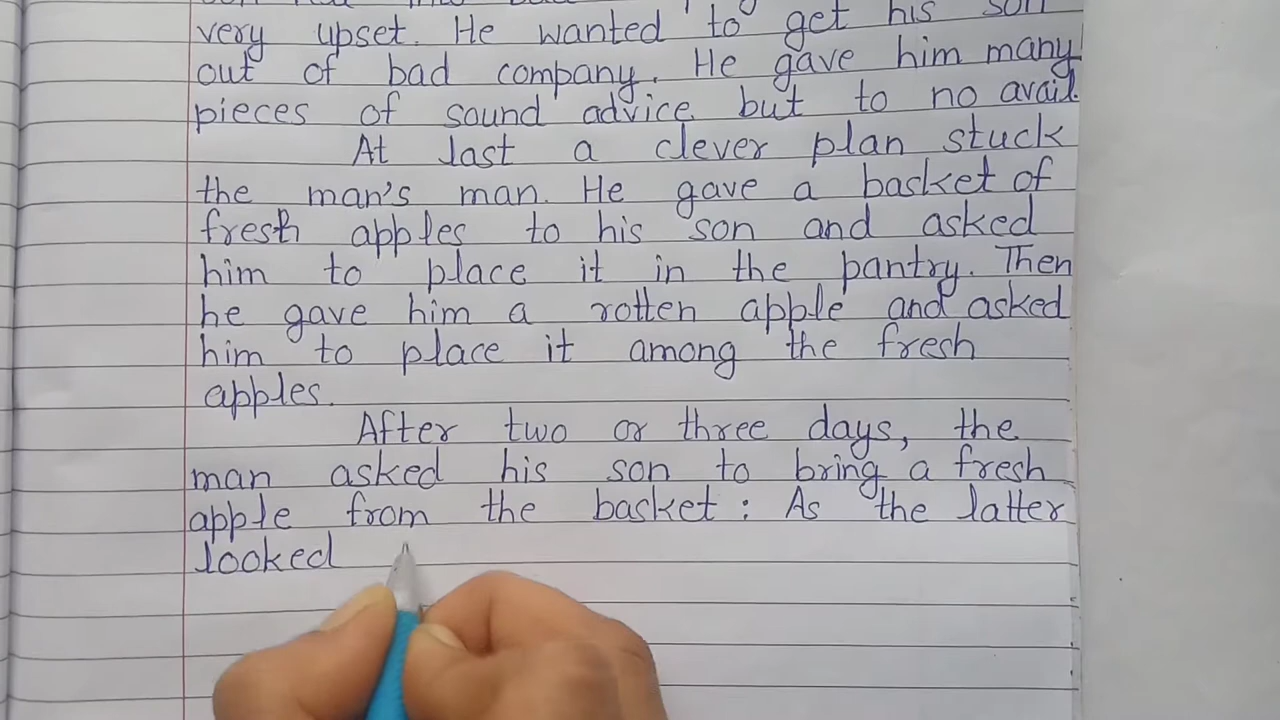 very upset. He wanted to get his son
out of bad company. He gave him many
pieces of sound advice but to no avail.
At last a clever plan stuck
the man's man. He gave a basket of
fresh apples to his son and asked
him to place it in the pantry. Then
he gave him a rotten apple and asked
him to place it among the fresh
apples.
After two or three days, the
man asked his son to bring a fresh
apple from the basket : As the latter
looked